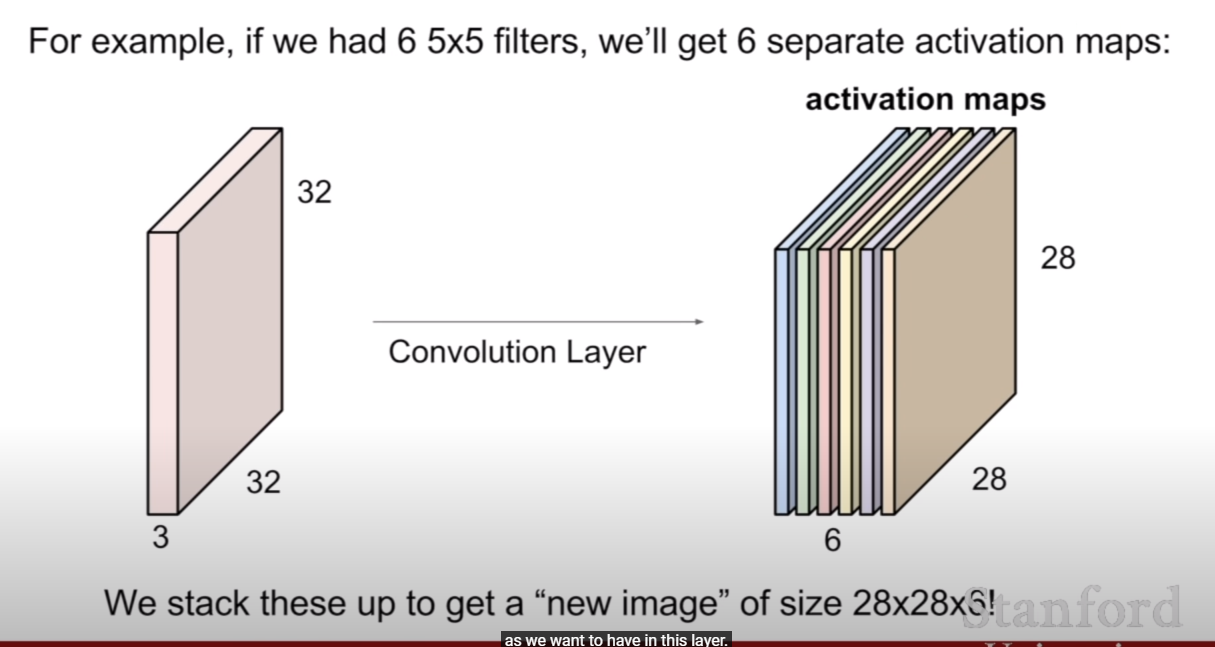 For example, if we had 6 5x5 filters, we'll get 6 separate activation maps:
activation maps
32
28
Convolution Layer
32
28
3
6
We stack these up to get a “new image” of size 28x28x6!
Stanford
as we want to have in this layer.